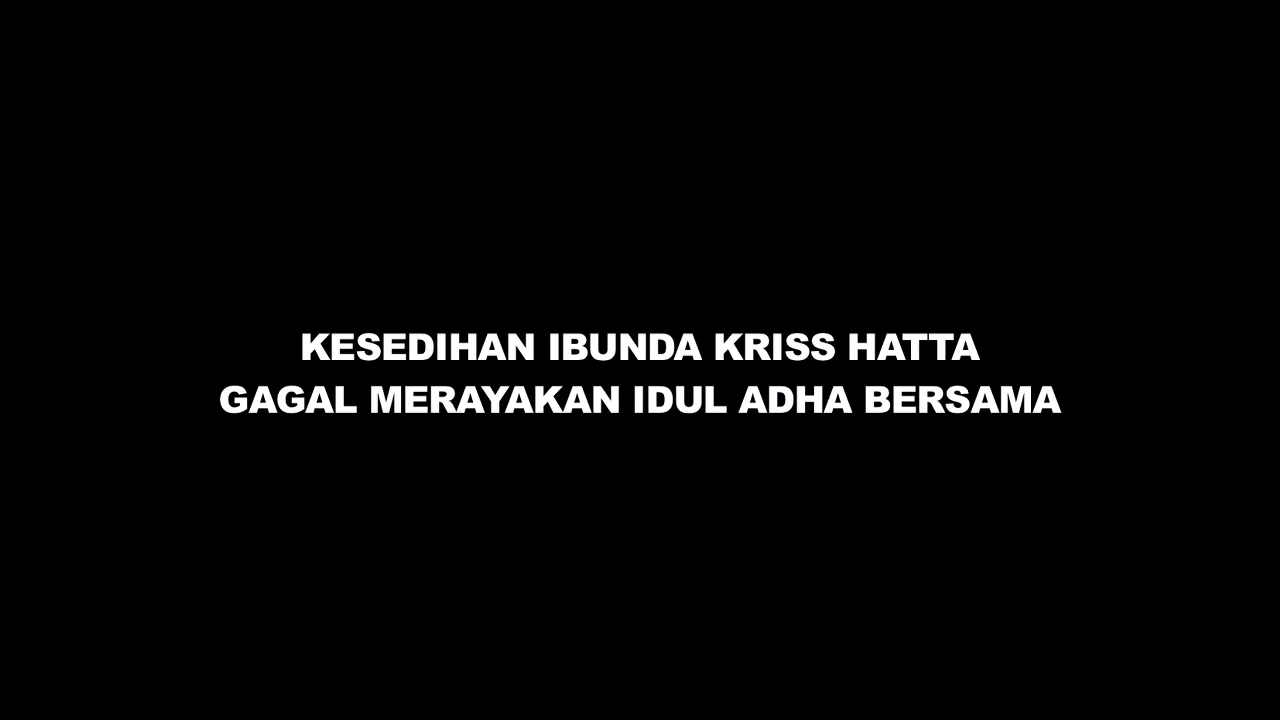 KESEDIHAN IBUNDA KRISS HATTA
GAGAL MERAYAKAN IDUL ADHA BERSAMA